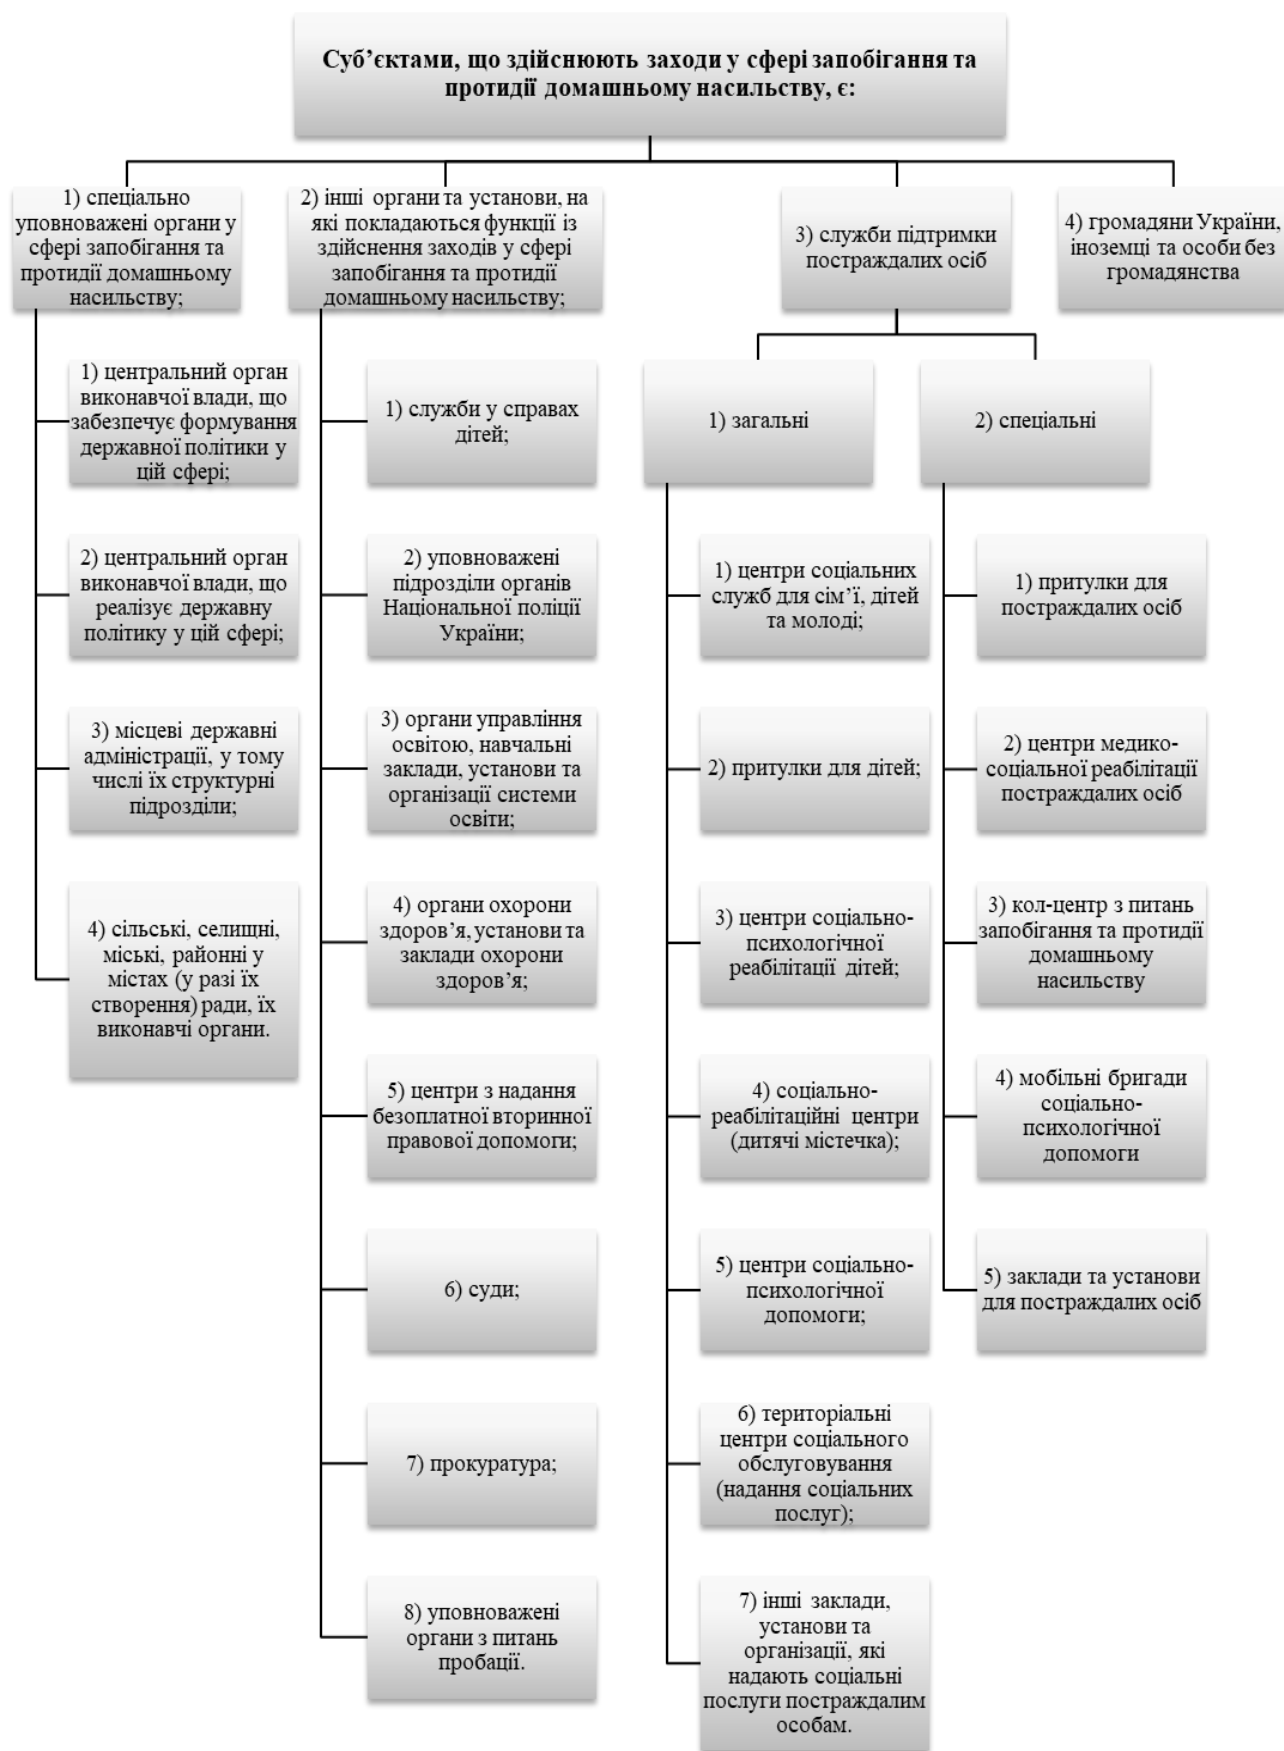 Суб’єктами, що здійснюють заходи у сфері запобігання та
протидії домашньому насильству, є:
1) спеціально
уповноважені органи у
сфері запобігання та
протидії домашньому
насильству;
1) центральний орган
виконавчої влади, що
забезпечує формування
державної політики у
цій сфері;
2) центральний орган
виконавчої влади, що
реалізує державну
політику у цій сфері;
3) місцеві державні
адміністрації, у тому
числі їх структурні
підрозділи;
4) сільські, селищні,
міські, районні у
містах (у разі їх
створення) ради, їх
виконавчі органи.
2) інші органи та установи, на
які покладаються функції із
здійснення заходів у сфері
запобігання та протидії
домашньому насильству;
1) служби у справах
дітей;
2) уповноважені
підрозділи органів
Національної поліції
України;
3) органи управління
освітою, навчальні
заклади, установи та
організації системи
освіти;
4) органи охорони
здоров’я, установи та
заклади охорони
здоров’я;
5) центри з надання
безоплатної вторинної
правової допомоги;
6) суди;
7) прокуратура;
8) уповноважені
органи з питань
пробації.
3) служби підтримки
постраждалих осіб
1) загальні
1) центри соціальних
служб для сім’ї, дітей
та молоді;
2) притулки для дітей;
3) центри соціально-
психологічної
реабілітації дітей;
4) соціально-
реабілітаційні центри
(дитячі містечка);
5) центри соціально-
психологічної
допомоги;
6) територіальні
центри соціального
обслуговування
(надання соціальних
послуг);
7) інші заклади,
установи та
організації, які
надають соціальні
послуги постраждалим
особам.
2) спеціальні
1) притулки для
постраждалих осіб
2) центри медико-
соціальної реабілітації
постраждалих осіб
3) кол-центр з питань
запобігання та протидії
домашньому
насильству
4) мобільні бригади
соціально-
психологічної
допомоги
5) заклади та установи
для постраждалих осіб
4) громадяни України,
іноземці та особи без
громадянства